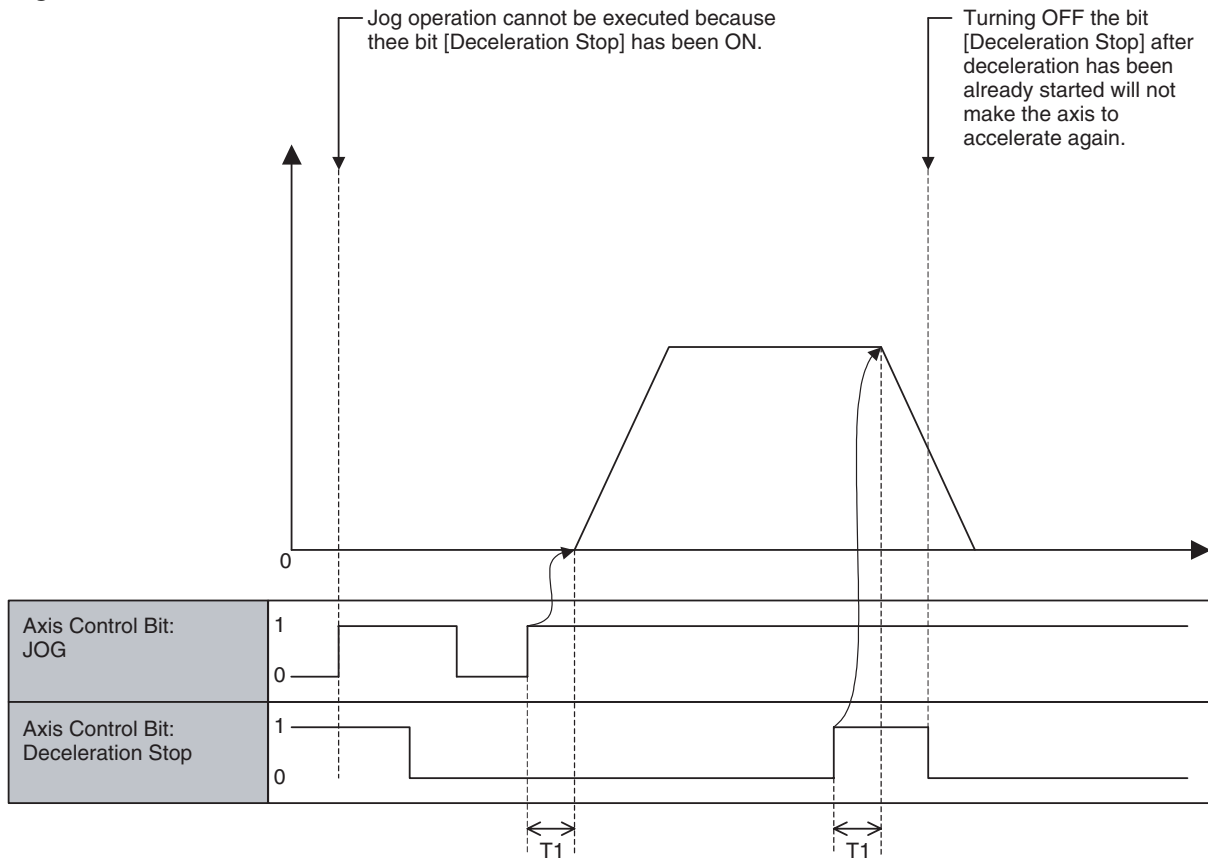 Jog operation cannot be executed because
thee bit [Deceleration Stop] has been ON.
Turning OFF the bit
[Deceleration Stop] after
deceleration has been
already started will not
make the axis to
accelerate again.
0
Axis Control Bit:
JOG
1
0
Axis Control Bit:
Deceleration Stop
1
0
T1
T1